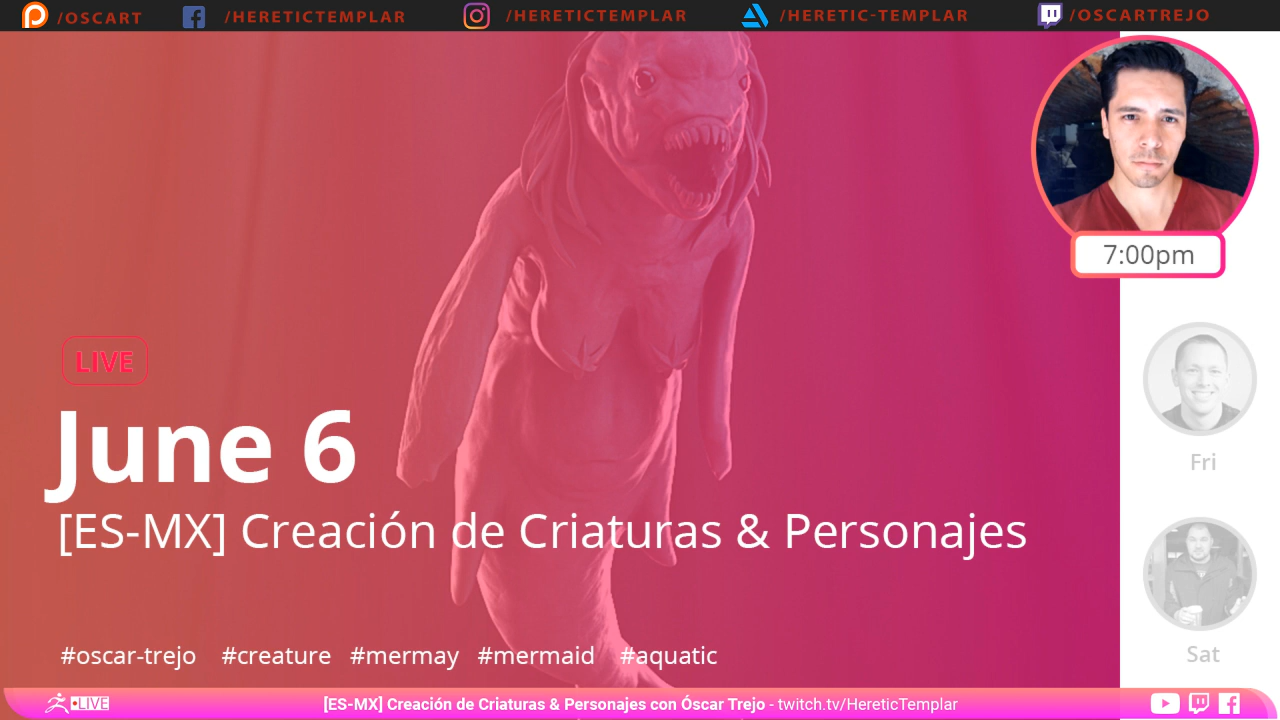 /OSCART
/HERETICTEMPLAR
/HERETICTEMPLAR
/HERETIC-TEMPLAR
/OSCARTREJO
7:00pm
LIVE
June 6
[ES-MX] Creación de Criaturas & Personajes
Fri
Sat
#oscar-trejo #creature #mermay #mermaid #aquatic
LIVE
[ES-MX] Creación de Criaturas & Personajes con Óscar Trejo - twitch.tv/HereticTemplar